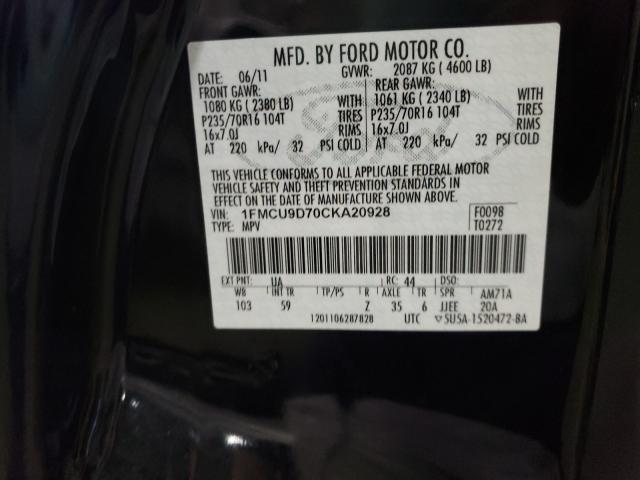 MFD. BY FORD MOTOR CO.
DATE: 06/11 GVWR: 2087 KG ( 4600 LB)
FRONT GAWR: REAR GAWR:
1080 KG ( 2380 LB) WITH 1061 KG ( 2340 LB) WITH
P235/70R16 104T TIRES P235/70R16 104T TIRES
16x7.0J RIMS 16x7.0J RIMS
AT 220 kPa/ 32 PSI COLD AT 220 kPa/ 32 PSI COLD
THIS VEHICLE CONFORMS TO ALL APPLICABLE FEDERAL MOTOR
VEHICLE SAFETY AND THEFT PREVENTION STANDARDS IN
EFFECT ON THE DATE OF MANUFACTURE SHOWN ABOVE.
VIN: 1FMCU9D70CKA20928 F0098
TYPE: MPV T0272
EXT PNT: UA RC: 44 DSO:
WB INT TR TP/PS R AXLE TR SPR AM71A
103 59 Z 35 6 JJEE 20A
1201106287828 UTC ▽5U5A-1520472-BA
Ford